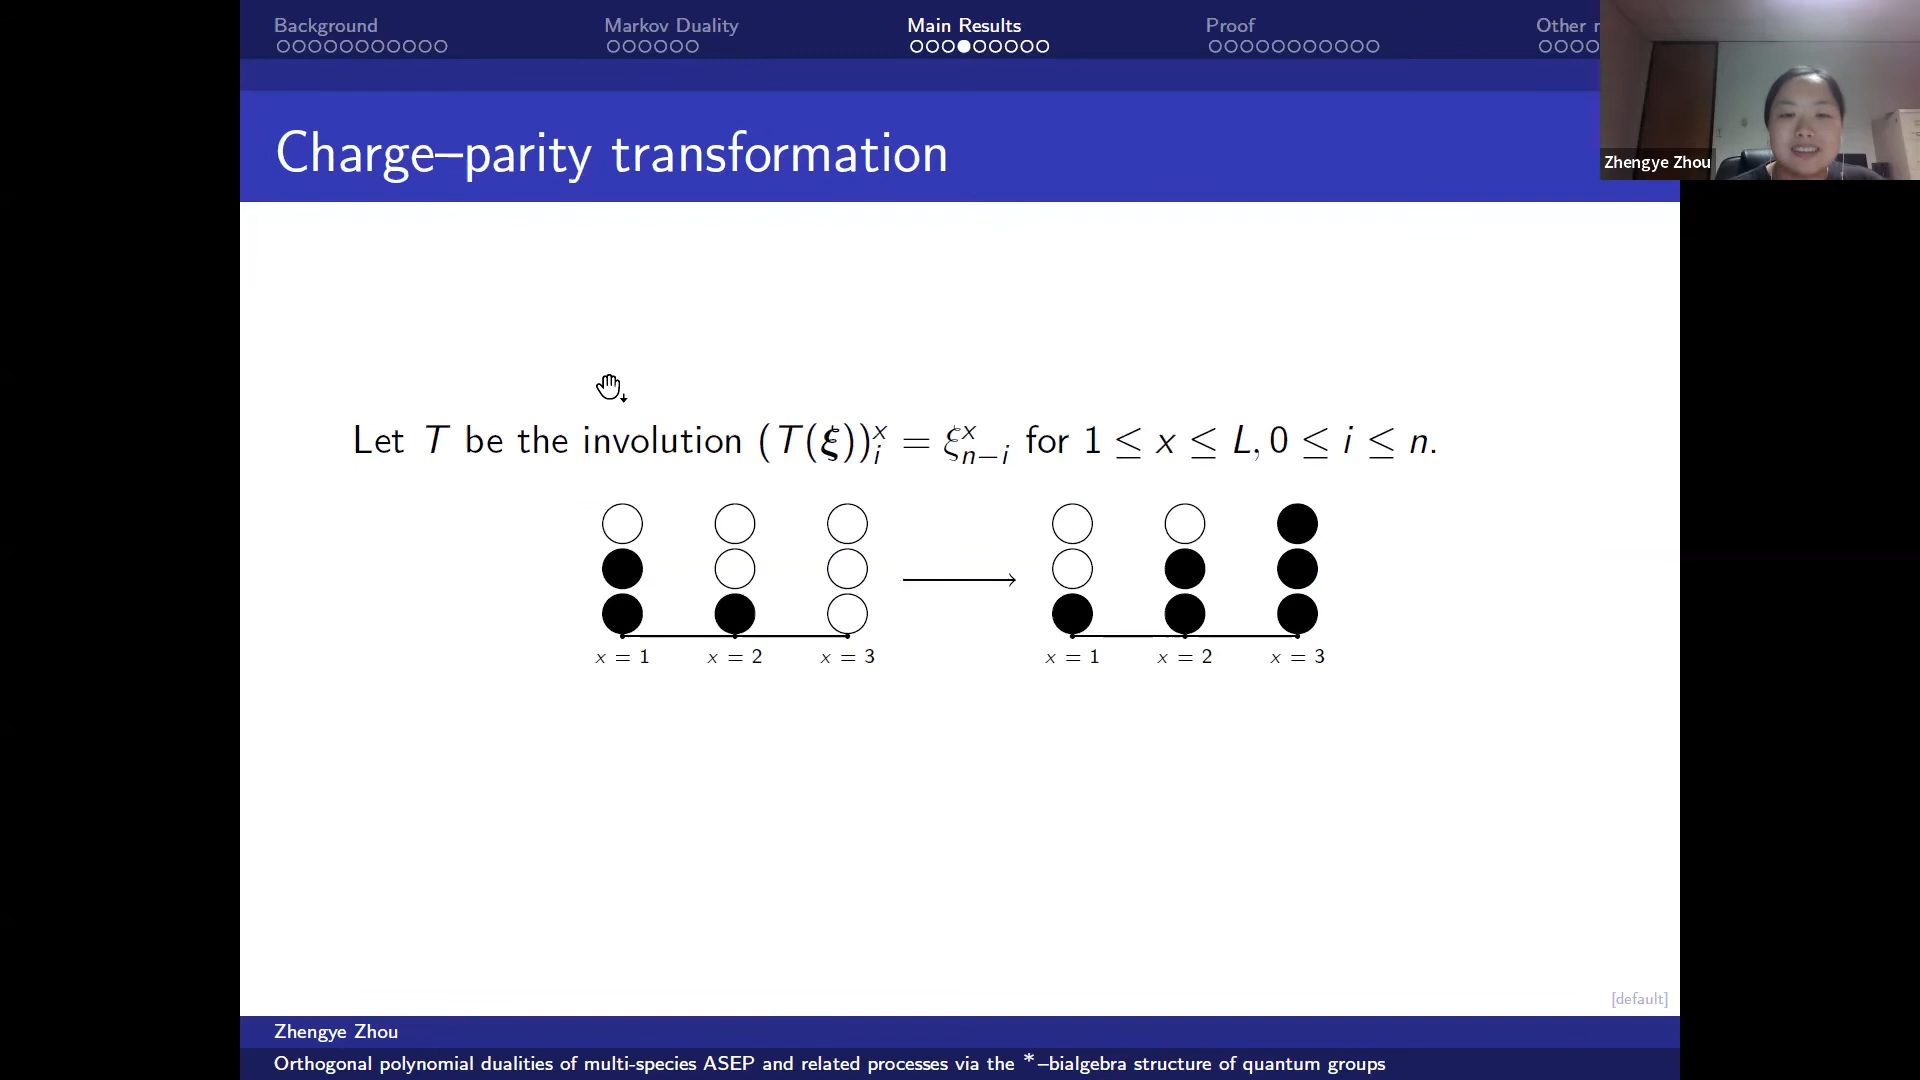 Background Markov Duality Main Results Proof Other
Zhengye Zhou
Charge–parity transformation
Let T be the involution (T(ξ))_i^x = ξ_{n−i}^x for 1 ≤ x ≤ L, 0 ≤ i ≤ n.
x = 1 x = 2 x = 3 x = 1 x = 2 x = 3
[default]
Zhengye Zhou
Orthogonal polynomial dualities of multi-species ASEP and related processes via the *–bialgebra structure of quantum groups